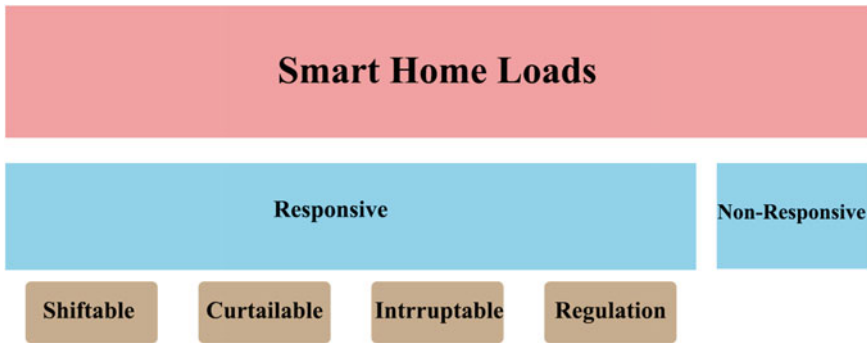 Smart Home Loads
Responsive
Non-Responsive
Shiftable
Curtailable
Intrruptable
Regulation